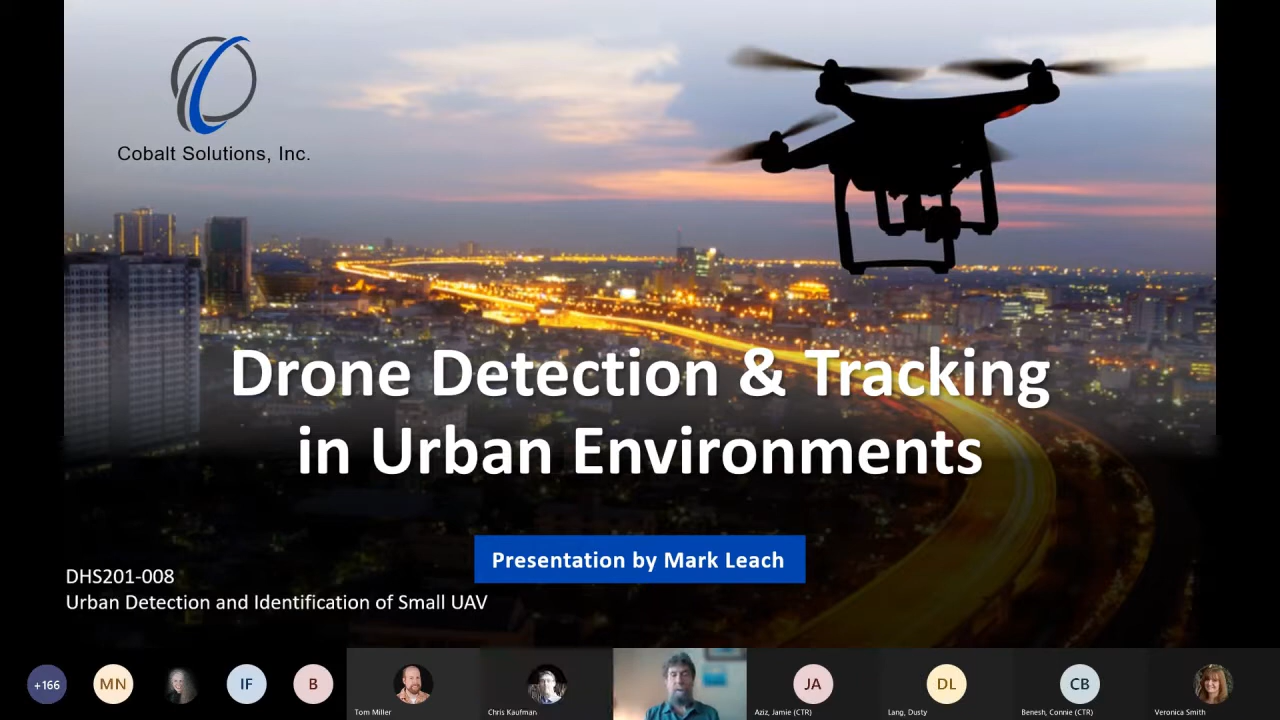 Cobalt Solutions, Inc.
Drone Detection & Tracking
in Urban Environments
Presentation by Mark Leach
DHS201-008
Urban Detection and Identification of Small UAV
+166
MN
IF
B
Tom Miller
Chris Kaufman
JA
Aziz, Jamie (CTR)
DL
Lang, Dusty
CB
Benesh, Connie (CTR)
Veronica Smith